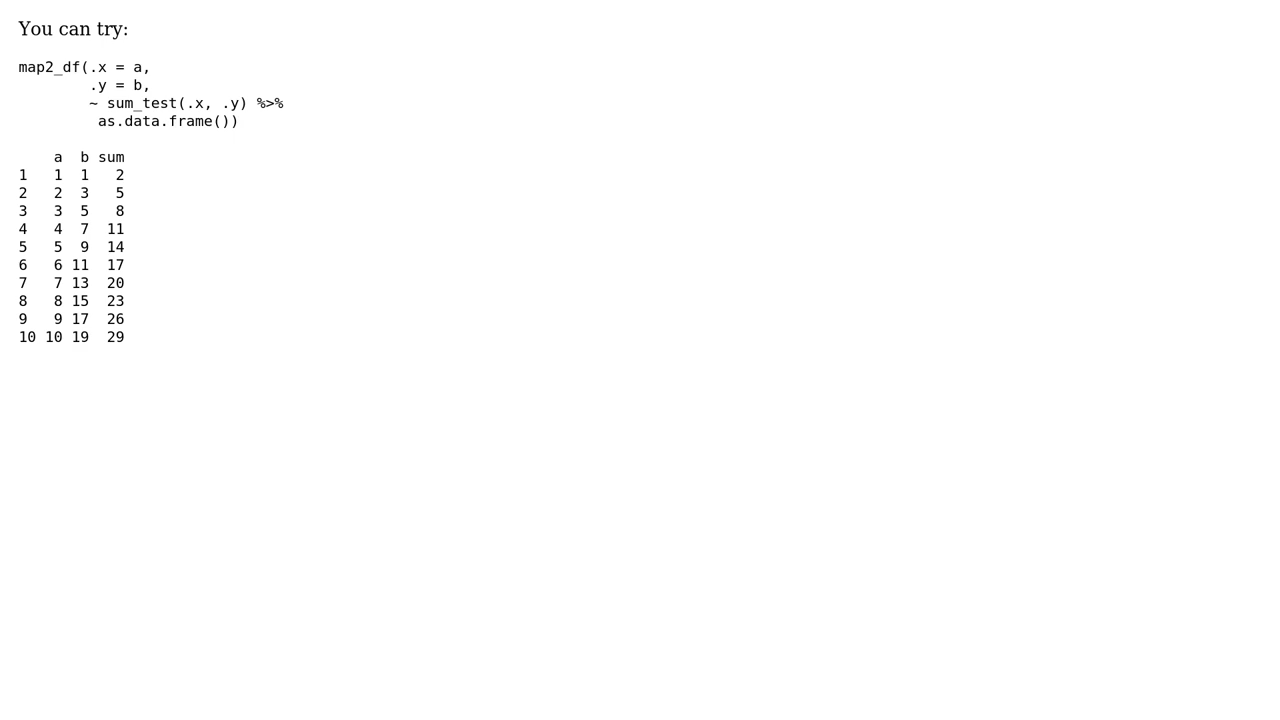 You can try:
map2_df(.x = a,
        .y = b,
        ~ sum_test(.x, .y) %>%
         as.data.frame())
    a  b sum
1   1  1   2
2   2  3   5
3   3  5   8
4   4  7  11
5   5  9  14
6   6 11  17
7   7 13  20
8   8 15  23
9   9 17  26
10 10 19  29